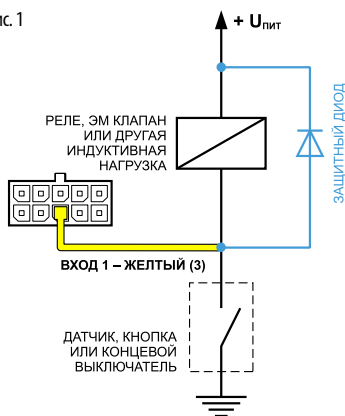 ис. 1
+ Uпит
РЕЛЕ, ЭМ КЛАПАН
ИЛИ ДРУГАЯ
ИНДУКТИВНАЯ
НАГРУЗКА
ЗАЩИТНЫЙ ДИОД
ВХОД 1 – ЖЕЛТЫЙ (3)
ДАТЧИК, КНОПКА
ИЛИ КОНЦЕВОЙ
ВЫКЛЮЧАТЕЛЬ